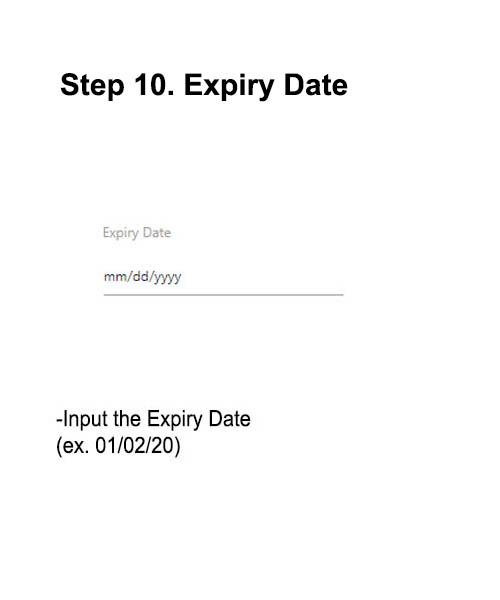 Step 10. Expiry Date
Expiry Date
mm/dd/yyyy
-Input the Expiry Date
(ex. 01/02/20)